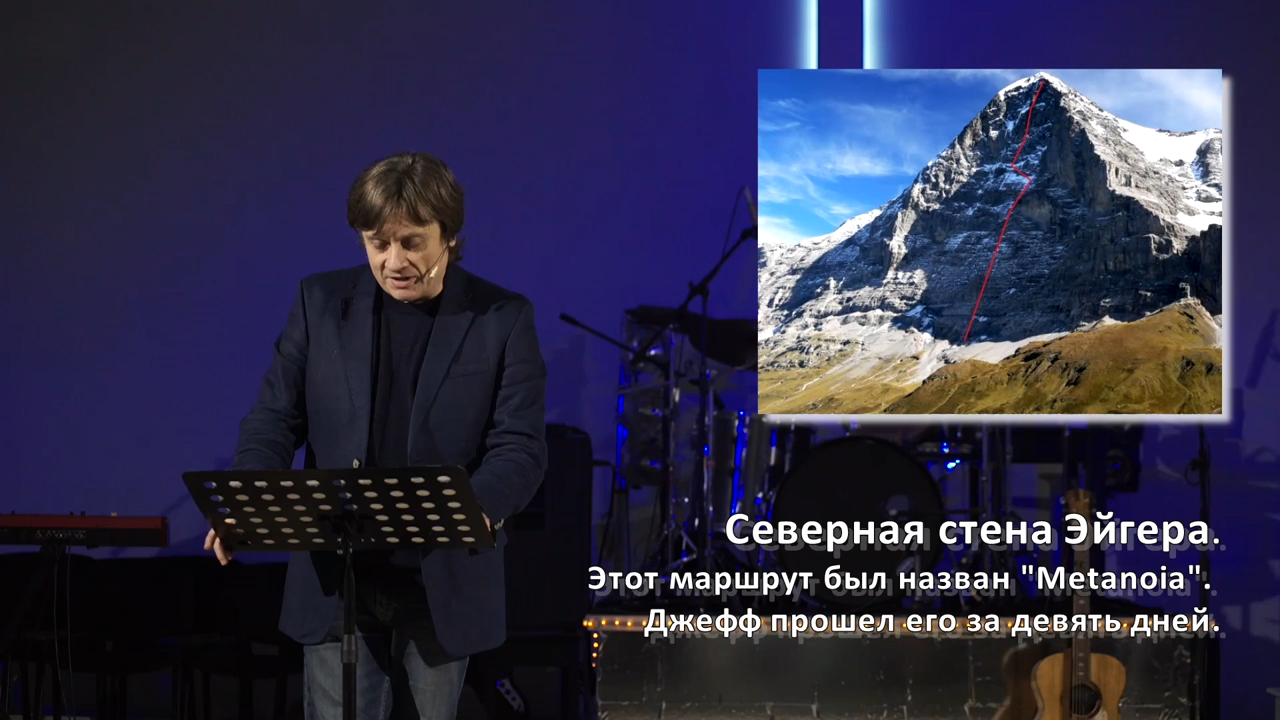 Северная стена Эйгера.
Этот маршрут был назван "Metanoia".
Джефф прошел его за девять дней.